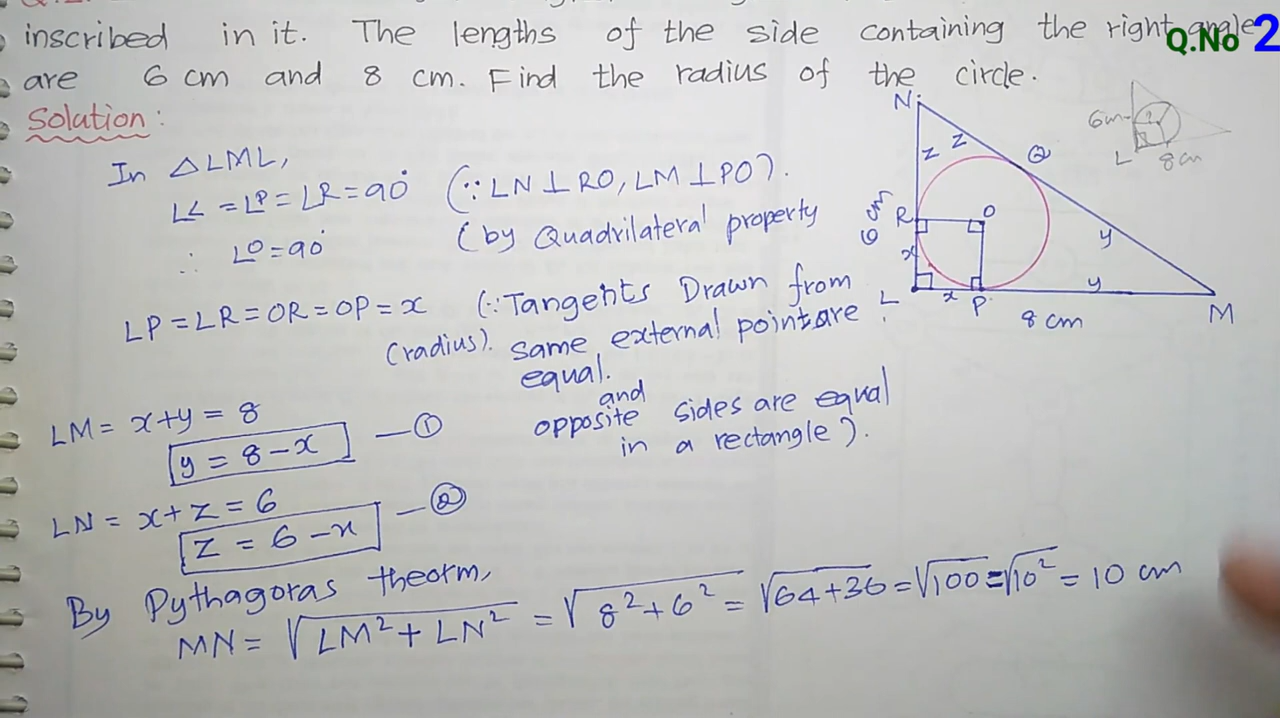 inscribed in it. The lengths of the side containing the right angle
Q.No 2
are 6 cm and 8 cm. Find the radius of the circle.
Solution:
In △LML,
∠L = ∠P = ∠R = 90° (∵ LN ⊥ RO, LM ⊥ PO).
∴ ∠O = 90° (by Quadrilateral property
LP = LR = OR = OP = x (∵ Tangents Drawn from
(radius). same external point are
equal.
and
opposite sides are equal
in a rectangle).
LM = x+y = 8
y = 8-x — ①
LN = x+z = 6
z = 6-x — ②
By Pythagoras theorm,
MN = √LM²+LN² = √8²+6² = √64+36 = √100 = √10² = 10 cm
N
z
z
Q
6 cm
R
O
x
y
L
x
P
y
M
8 cm
6cm
L
8 cm